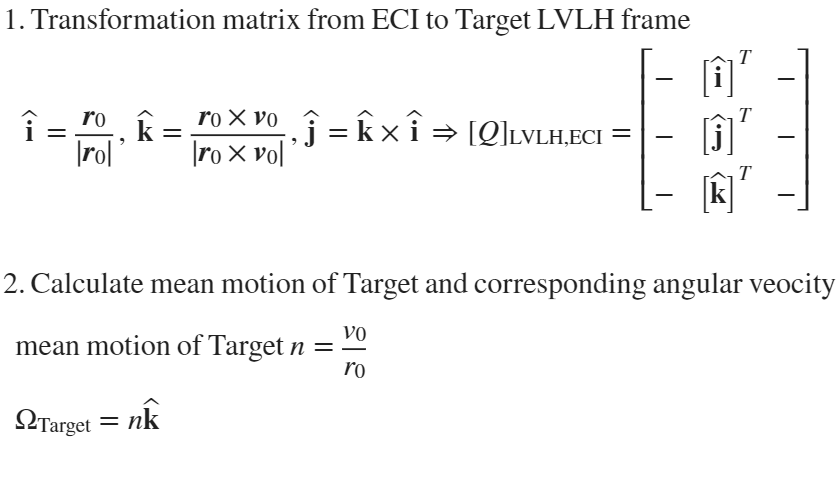 1. Transformation matrix from ECI to Target LVLH frame
î = r₀/|r₀|, k̂ = (r₀ × v₀)/|r₀ × v₀|, ĵ = k̂ × î ⇒ [Q]LVLH,ECI = [− [î]ᵀ −; − [ĵ]ᵀ −; − [k̂]ᵀ −]
2. Calculate mean motion of Target and corresponding angular veocity
mean motion of Target n = v₀/r₀
ΩTarget = nk̂